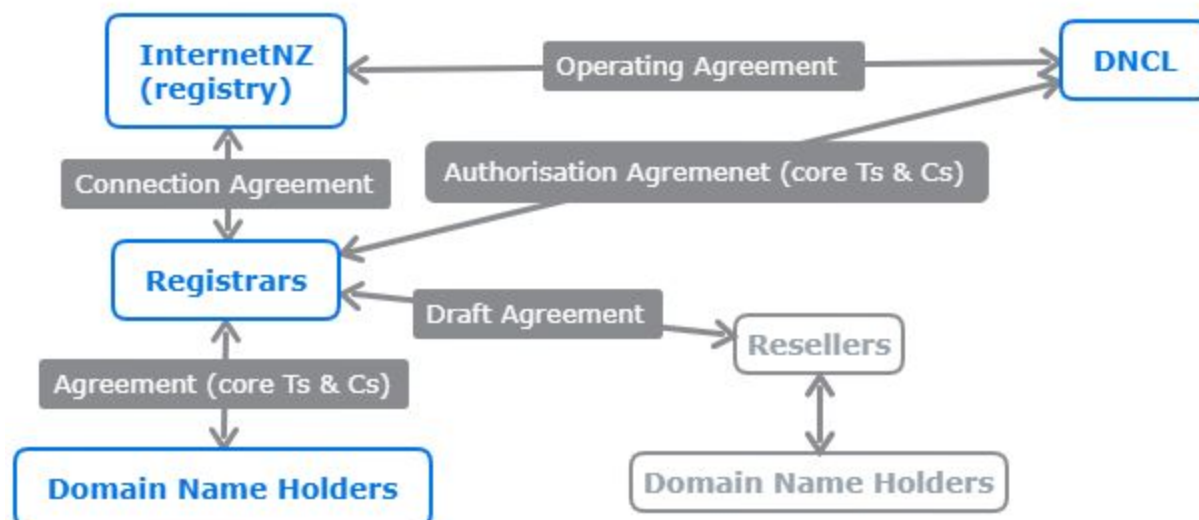 InternetNZ
(registry)
Operating Agreement
DNCL
Connection Agreement
Authorisation Agremenet (core Ts & Cs)
Registrars
Draft Agreement
Resellers
Agreement (core Ts & Cs)
Domain Name Holders
Domain Name Holders